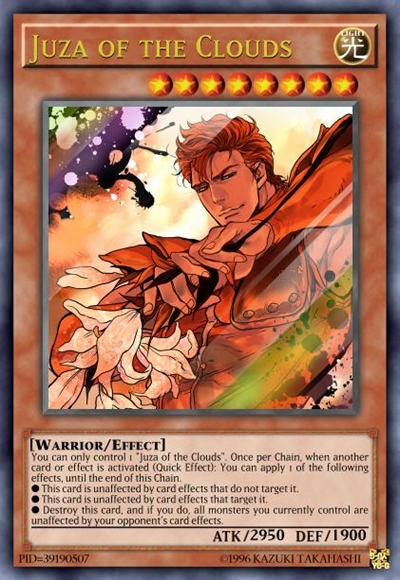 Juza of the Clouds
LIGHT
光
[Warrior/Effect]
You can only control 1 "Juza of the Clouds". Once per Chain, when another
card or effect is activated (Quick Effect): You can apply 1 of the following
effects, until the end of this Chain.
● This card is unaffected by card effects that do not target it.
● This card is unaffected by card effects that target it.
● Destroy this card, and if you do, all monsters you currently control are
unaffected by your opponent's card effects.
ATK/2950 DEF/1900
PID=39190507 ©1996 KAZUKI TAKAHASHI